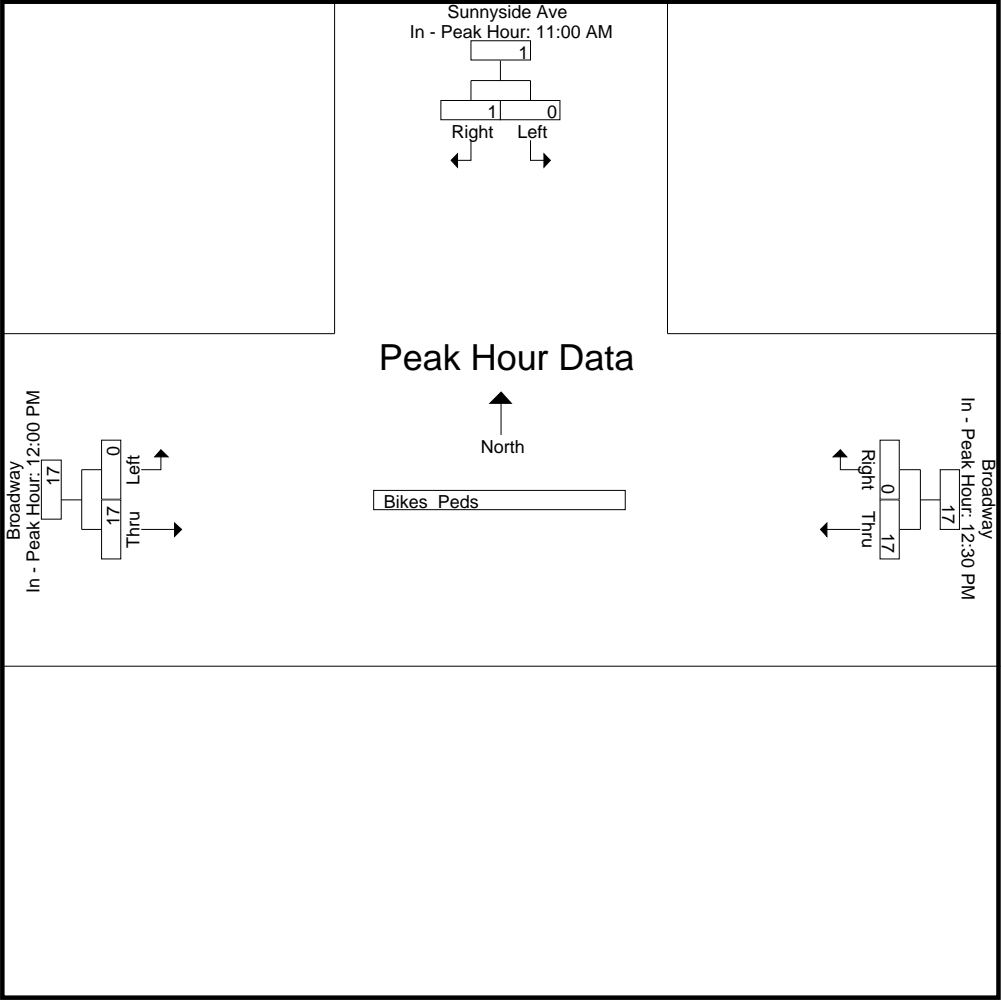 Sunnyside Ave
In - Peak Hour: 11:00 AM
1
1 0
Right Left
Peak Hour Data
North
Bikes Peds
Broadway
In - Peak Hour: 12:00 PM
17
0 17
Left Thru
Broadway
In - Peak Hour: 12:30 PM
17
0 17
Right Thru